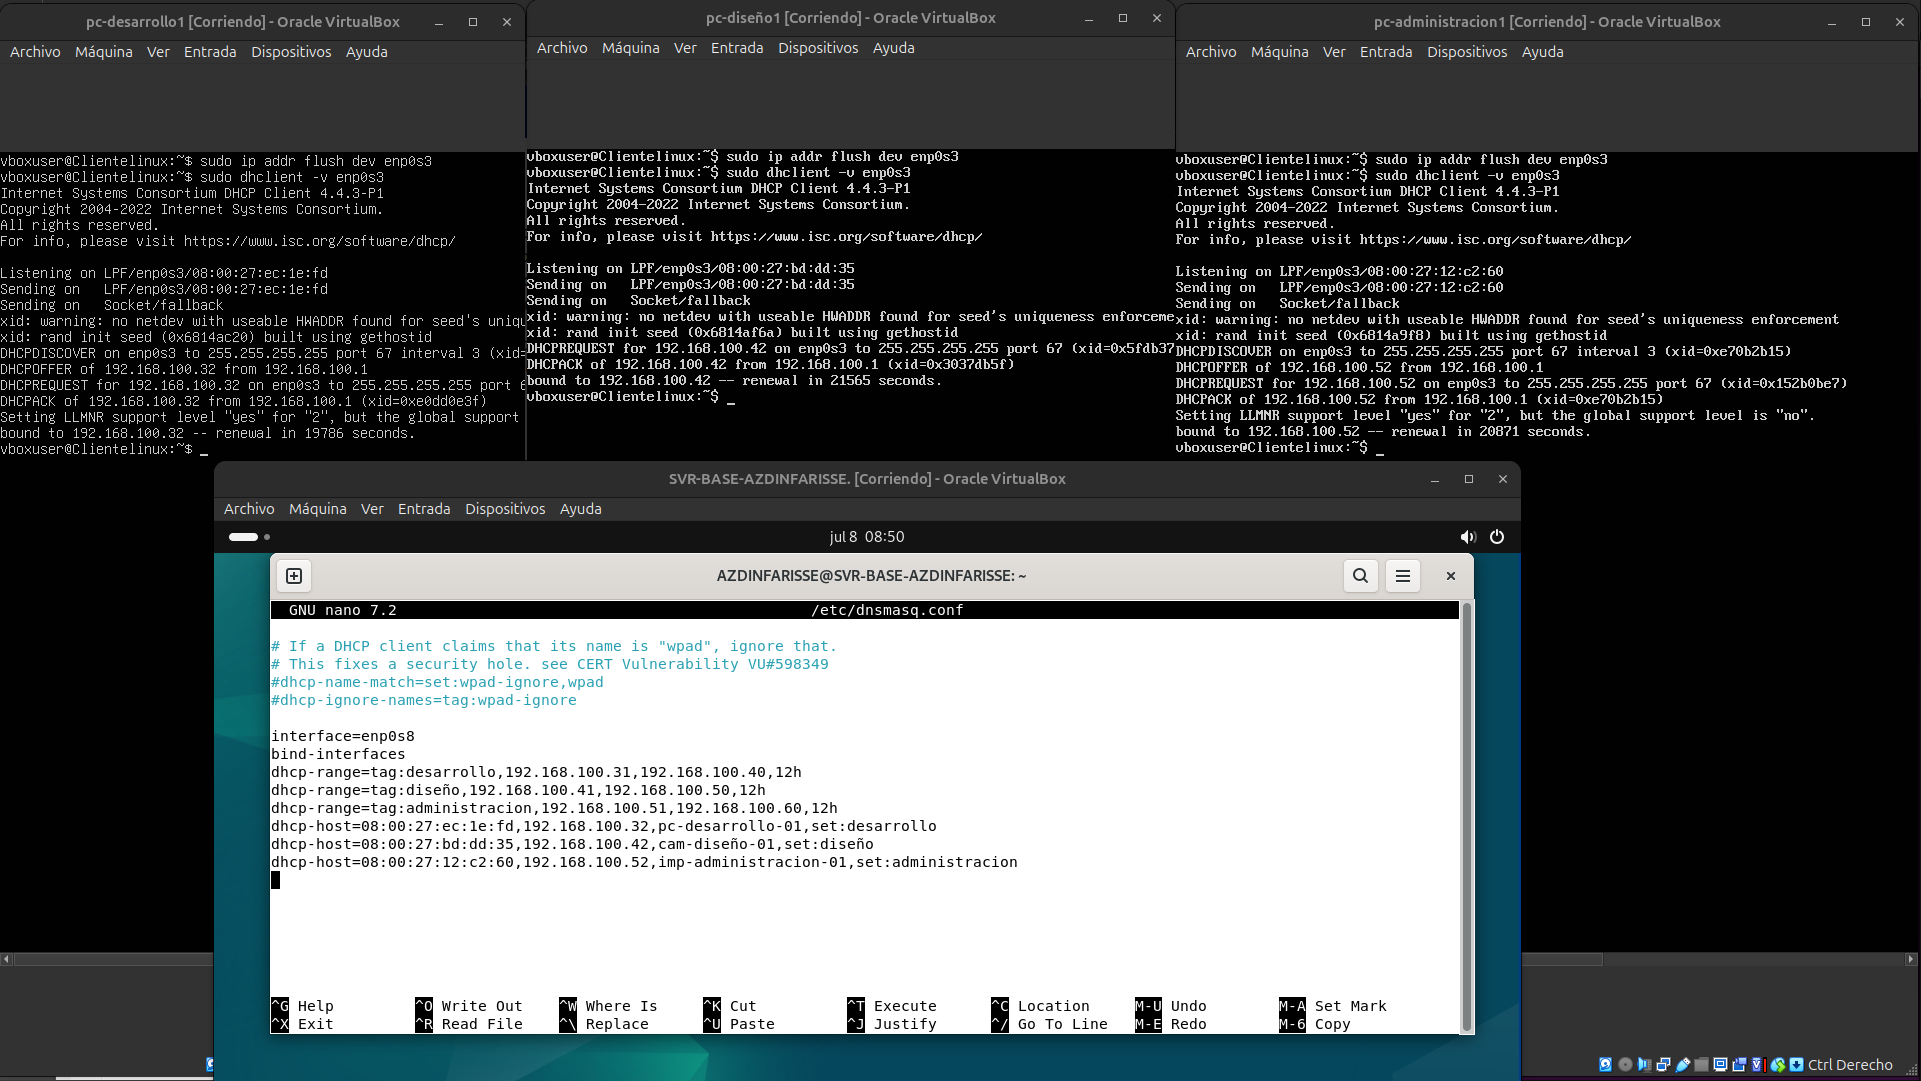 pc-desarrollo1 [Corriendo] - Oracle VirtualBox
Archivo Máquina Ver Entrada Dispositivos Ayuda
vboxuser@Clientelinux:~$ sudo ip addr flush dev enp0s3
vboxuser@Clientelinux:~$ sudo dhclient -v enp0s3
Internet Systems Consortium DHCP Client 4.4.3-P1
Copyright 2004-2022 Internet Systems Consortium.
All rights reserved.
For info, please visit https://www.isc.org/software/dhcp/
Listening on LPF/enp0s3/08:00:27:ec:1e:fd
Sending on   LPF/enp0s3/08:00:27:ec:1e:fd
Sending on   Socket/fallback
xid: warning: no netdev with useable HWADDR found for seed's uniqu
xid: rand init seed (0x6814ac20) built using gethostid
DHCPDISCOVER on enp0s3 to 255.255.255.255 port 67 interval 3 (xid=
DHCPOFFER of 192.168.100.32 from 192.168.100.1
DHCPREQUEST for 192.168.100.32 on enp0s3 to 255.255.255.255 port 6
DHCPACK of 192.168.100.32 from 192.168.100.1 (xid=0xe0dd0e3f)
Setting LLMNR support level "yes" for "2", but the global support
bound to 192.168.100.32 -- renewal in 19786 seconds.
vboxuser@Clientelinux:~$ _
pc-diseño1 [Corriendo] - Oracle VirtualBox
Archivo Máquina Ver Entrada Dispositivos Ayuda
vboxuser@Clientelinux:~$ sudo ip addr flush dev enp0s3
vboxuser@Clientelinux:~$ sudo dhclient -v enp0s3
Internet Systems Consortium DHCP Client 4.4.3-P1
Copyright 2004-2022 Internet Systems Consortium.
All rights reserved.
For info, please visit https://www.isc.org/software/dhcp/
Listening on LPF/enp0s3/08:00:27:bd:dd:35
Sending on   LPF/enp0s3/08:00:27:bd:dd:35
Sending on   Socket/fallback
xid: warning: no netdev with useable HWADDR found for seed's uniqueness enforceme
xid: rand init seed (0x6814af6a) built using gethostid
DHCPREQUEST for 192.168.100.42 on enp0s3 to 255.255.255.255 port 67 (xid=0x5fdb37
DHCPACK of 192.168.100.42 from 192.168.100.1 (xid=0x3037db5f)
bound to 192.168.100.42 -- renewal in 21565 seconds.
vboxuser@Clientelinux:~$ _
pc-administracion1 [Corriendo] - Oracle VirtualBox
Archivo Máquina Ver Entrada Dispositivos Ayuda
vboxuser@Clientelinux:~$ sudo ip addr flush dev enp0s3
vboxuser@Clientelinux:~$ sudo dhclient -v enp0s3
Internet Systems Consortium DHCP Client 4.4.3-P1
Copyright 2004-2022 Internet Systems Consortium.
All rights reserved.
For info, please visit https://www.isc.org/software/dhcp/
Listening on LPF/enp0s3/08:00:27:12:c2:60
Sending on   LPF/enp0s3/08:00:27:12:c2:60
Sending on   Socket/fallback
xid: warning: no netdev with useable HWADDR found for seed's uniqueness enforcement
xid: rand init seed (0x6814a9f8) built using gethostid
DHCPDISCOVER on enp0s3 to 255.255.255.255 port 67 interval 3 (xid=0xe70b2b15)
DHCPOFFER of 192.168.100.52 from 192.168.100.1
DHCPREQUEST for 192.168.100.52 on enp0s3 to 255.255.255.255 port 67 (xid=0x152b0be7)
DHCPACK of 192.168.100.52 from 192.168.100.1 (xid=0xe70b2b15)
Setting LLMNR support level "yes" for "2", but the global support level is "no".
bound to 192.168.100.52 -- renewal in 20871 seconds.
vboxuser@Clientelinux:~$ _
SVR-BASE-AZDINFARISSE. [Corriendo] - Oracle VirtualBox
Archivo Máquina Ver Entrada Dispositivos Ayuda
jul 8 08:50
AZDINFARISSE@SVR-BASE-AZDINFARISSE: ~
GNU nano 7.2 /etc/dnsmasq.conf
# If a DHCP client claims that its name is "wpad", ignore that.
# This fixes a security hole. see CERT Vulnerability VU#598349
#dhcp-name-match=set:wpad-ignore,wpad
#dhcp-ignore-names=tag:wpad-ignore
interface=enp0s8
bind-interfaces
dhcp-range=tag:desarrollo,192.168.100.31,192.168.100.40,12h
dhcp-range=tag:diseño,192.168.100.41,192.168.100.50,12h
dhcp-range=tag:administracion,192.168.100.51,192.168.100.60,12h
dhcp-host=08:00:27:ec:1e:fd,192.168.100.32,pc-desarrollo-01,set:desarrollo
dhcp-host=08:00:27:bd:dd:35,192.168.100.42,cam-diseño-01,set:diseño
dhcp-host=08:00:27:12:c2:60,192.168.100.52,imp-administracion-01,set:administracion
^G Help ^O Write Out ^W Where Is ^K Cut ^T Execute ^C Location M-U Undo M-A Set Mark
^X Exit ^R Read File ^\ Replace ^U Paste ^J Justify ^/ Go To Line M-E Redo M-6 Copy
Ctrl Derecho